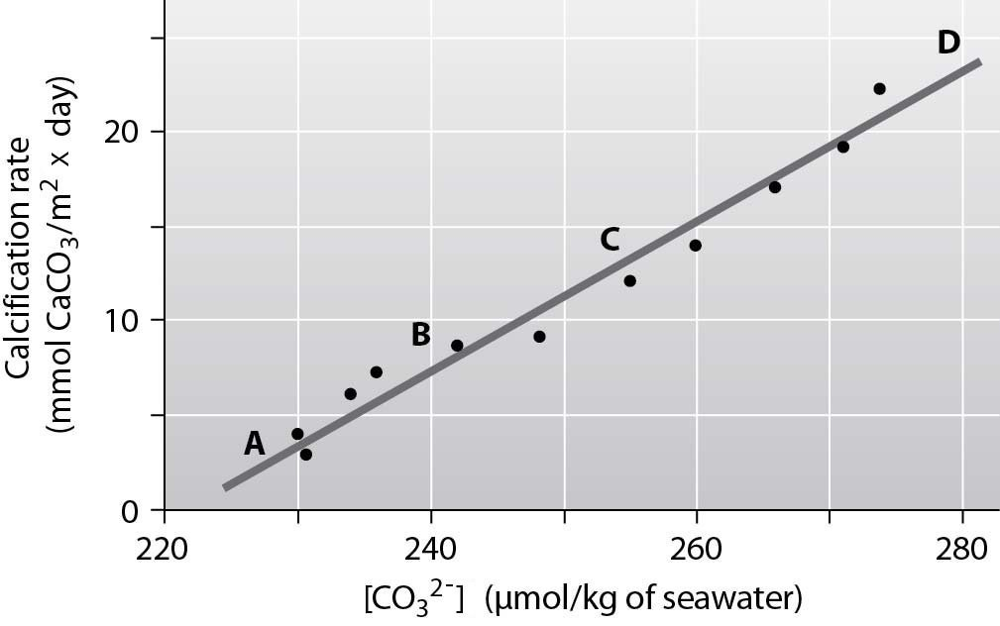 Calcification rate
(mmol CaCO₃/m² x day)
20
10
0
A
B
C
D
220
240
260
280
[CO₃²⁻] (μmol/kg of seawater)